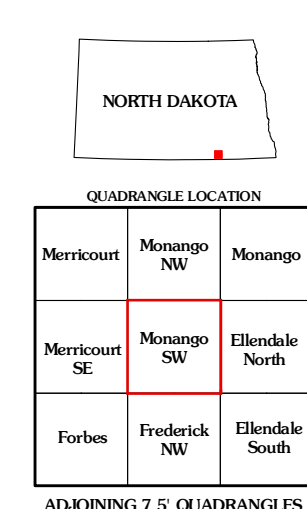 NORTH DAKOTA
QUADRANGLE LOCATION
Merricourt
Monango
NW
Monango
Merricourt
SE
Monango
SW
Ellendale
North
Forbes
Frederick
NW
Ellendale
South
ADJOINING 7.5' QUADRANGLES